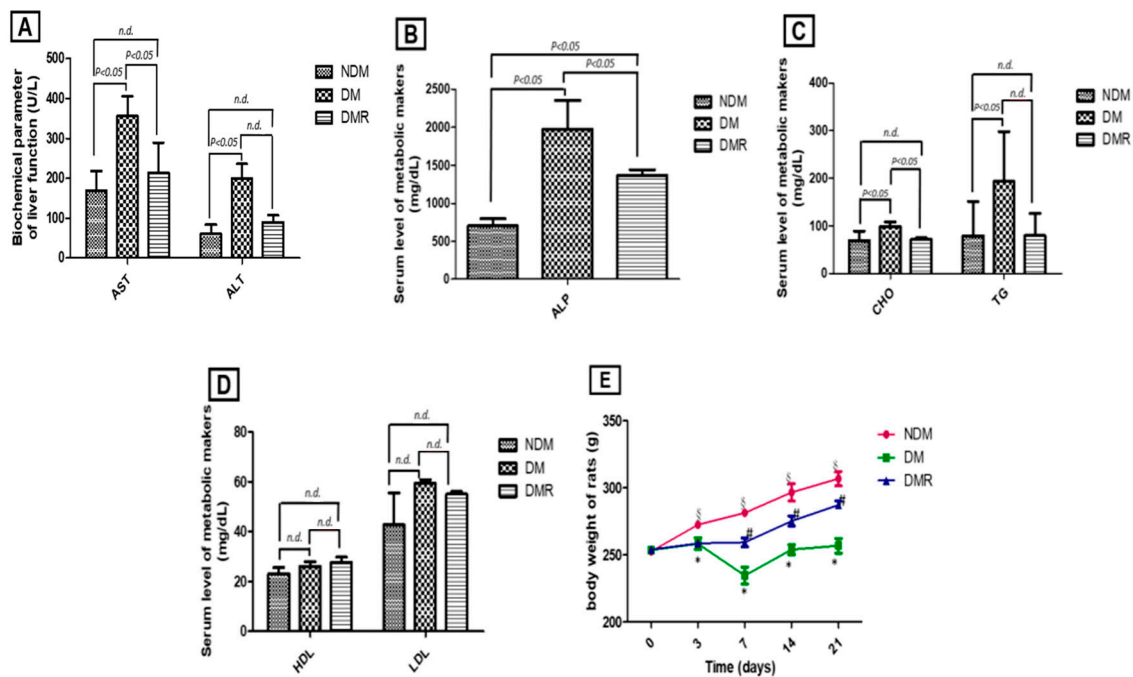 A
Biochemical parameter
of liver function (U/L)
500
400
300
200
100
0
n.d.
P<0.05
P<0.05
n.d.
P<0.05
n.d.
AST
ALT
NDM
DM
DMR
B
Serum level of metabolic makers
(mg/dL)
2500
2000
1500
1000
500
0
P<0.05
P<0.05
P<0.05
ALP
NDM
DM
DMR
C
Serum level of metabolic makers
(mg/dL)
400
300
200
100
0
n.d.
P<0.05
P<0.05
n.d.
P<0.05
n.d.
CHO
TG
NDM
DM
DMR
D
Serum level of metabolic makers
(mg/dL)
80
60
40
20
0
n.d.
n.d.
n.d.
n.d.
n.d.
n.d.
HDL
LDL
NDM
DM
DMR
E
body weight of rats (g)
350
300
250
200
§ § § §
# # #
* * * *
0 3 7 14 21
Time (days)
NDM
DM
DMR